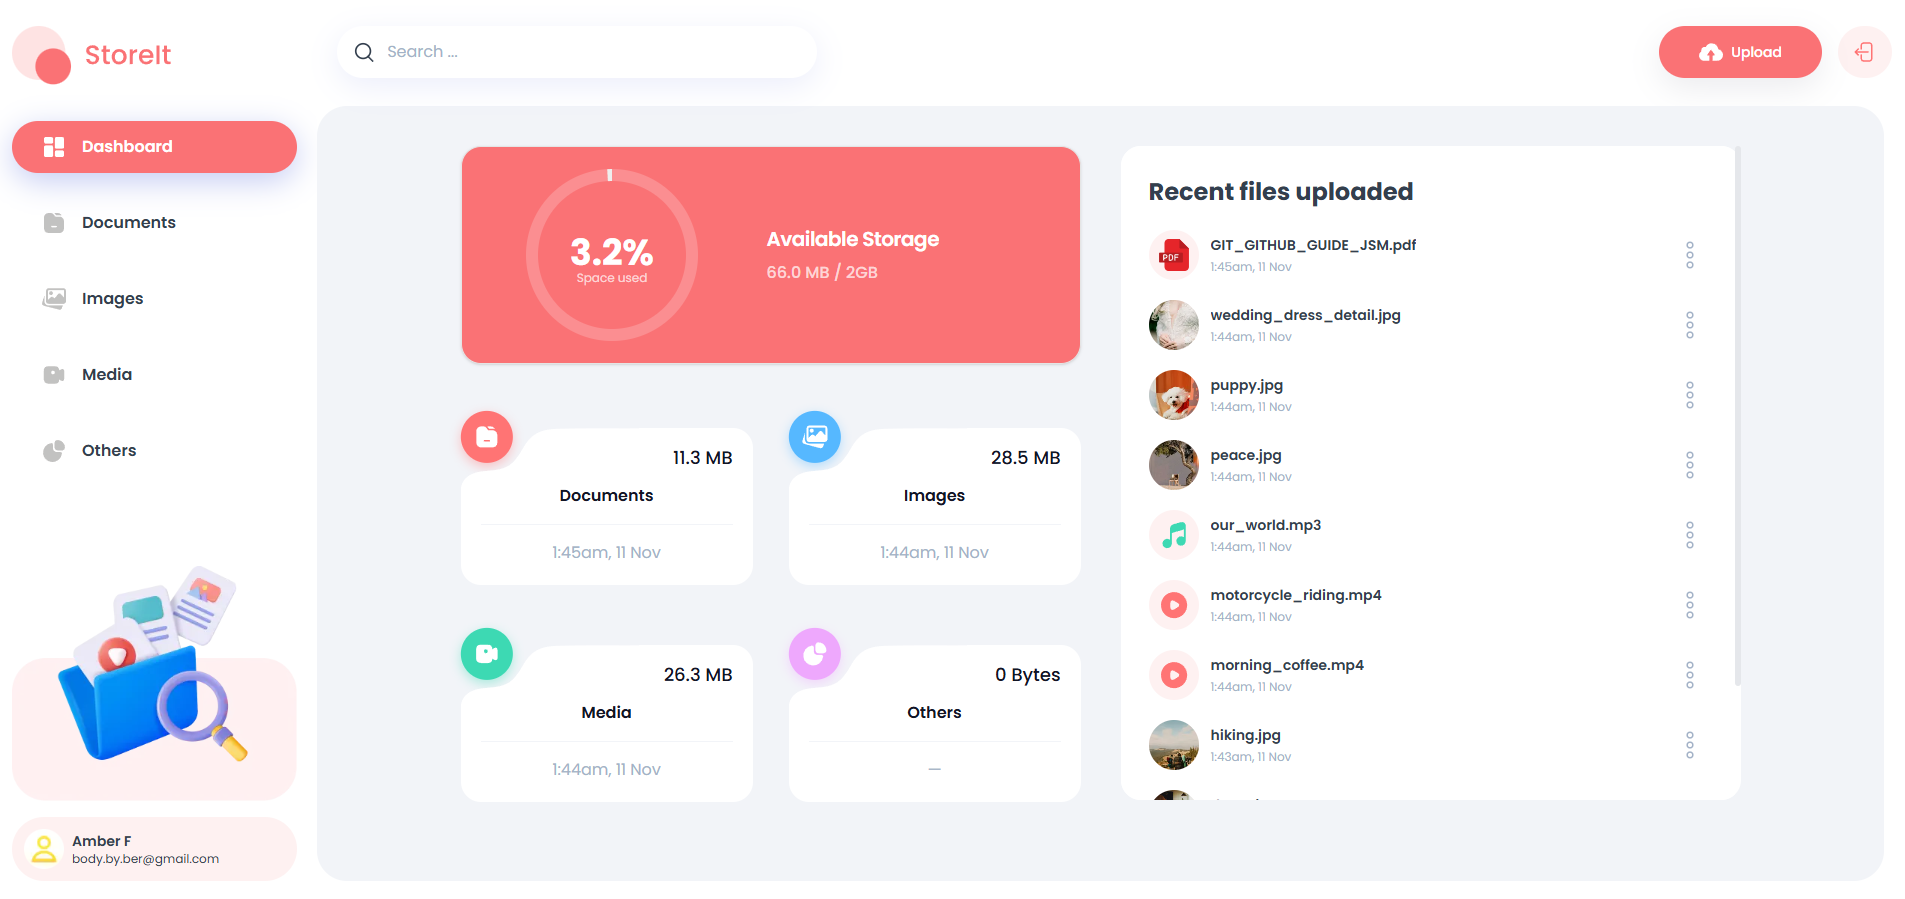 StoreIt
Search ...
Upload
Dashboard
Documents
Images
Media
Others
Amber F
body.by.ber@gmail.com
3.2%
Space used
Available Storage
66.0 MB / 2GB
11.3 MB
Documents
1:45am, 11 Nov
28.5 MB
Images
1:44am, 11 Nov
26.3 MB
Media
1:44am, 11 Nov
0 Bytes
Others
—
Recent files uploaded
PDF
GIT_GITHUB_GUIDE_JSM.pdf
1:45am, 11 Nov
wedding_dress_detail.jpg
1:44am, 11 Nov
puppy.jpg
1:44am, 11 Nov
peace.jpg
1:44am, 11 Nov
our_world.mp3
1:44am, 11 Nov
motorcycle_riding.mp4
1:44am, 11 Nov
morning_coffee.mp4
1:44am, 11 Nov
hiking.jpg
1:43am, 11 Nov